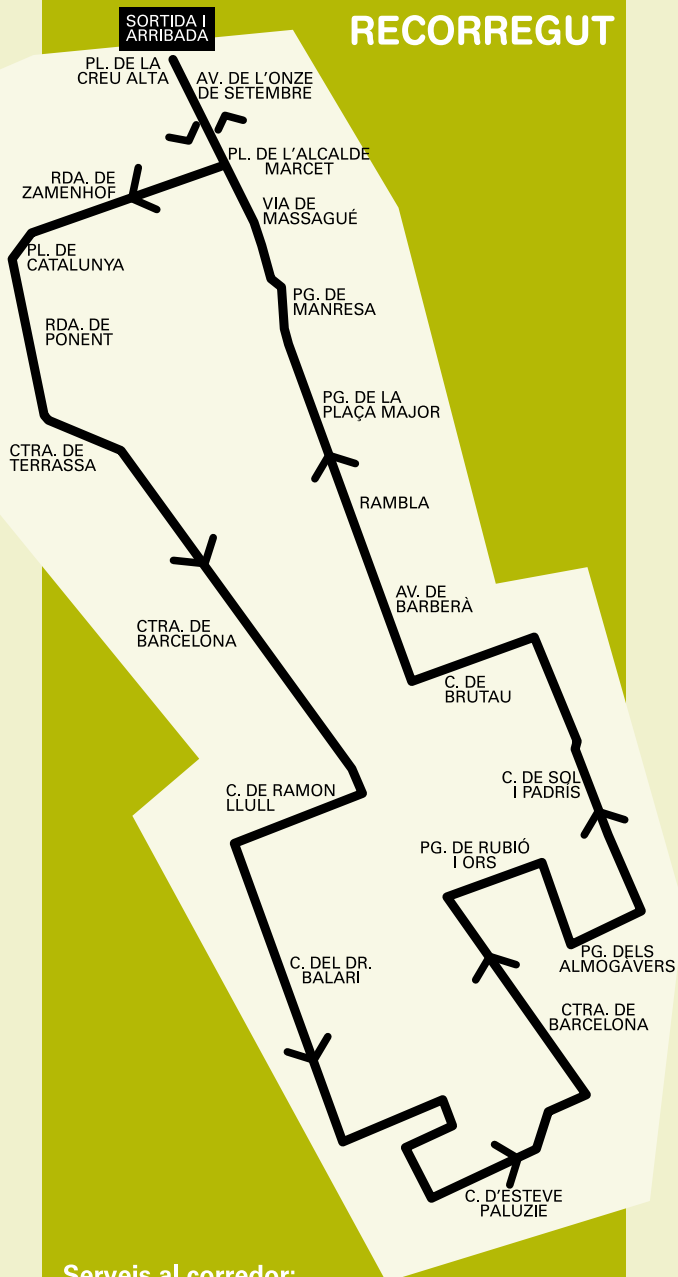 SORTIDA I
ARRIBADA
RECORREGUT
PL. DE LA
CREU ALTA
AV. DE L'ONZE
DE SETEMBRE
PL. DE L'ALCALDE
MARCET
RDA. DE
ZAMENHOF
VIA DE
MASSAGUÉ
PL. DE
CATALUNYA
PG. DE
MANRESA
RDA. DE
PONENT
PG. DE LA
PLAÇA MAJOR
CTRA. DE
TERRASSA
RAMBLA
AV. DE
BARBERÀ
CTRA. DE
BARCELONA
C. DE
BRUTAU
C. DE SOL
I PADRÍS
C. DE RAMON
LLULL
PG. DE RUBIÓ
I ORS
C. DEL DR.
BALARI
PG. DELS
ALMOGÀVERS
CTRA. DE
BARCELONA
C. D'ESTEVE
PALUZIE
Serveis al corredor: